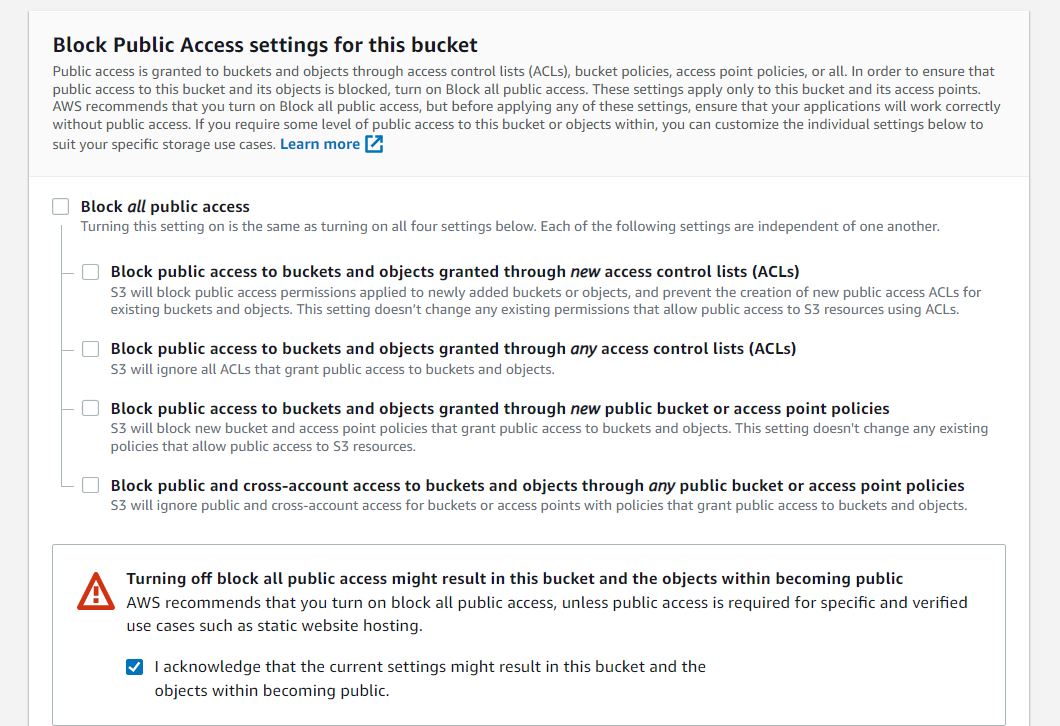 Block Public Access settings for this bucket
Public access is granted to buckets and objects through access control lists (ACLs), bucket policies, access point policies, or all. In order to ensure that
public access to this bucket and its objects is blocked, turn on Block all public access. These settings apply only to this bucket and its access points.
AWS recommends that you turn on Block all public access, but before applying any of these settings, ensure that your applications will work correctly
without public access. If you require some level of public access to this bucket or objects within, you can customize the individual settings below to
suit your specific storage use cases. Learn more
Block all public access
Turning this setting on is the same as turning on all four settings below. Each of the following settings are independent of one another.
Block public access to buckets and objects granted through new access control lists (ACLs)
S3 will block public access permissions applied to newly added buckets or objects, and prevent the creation of new public access ACLs for
existing buckets and objects. This setting doesn't change any existing permissions that allow public access to S3 resources using ACLs.
Block public access to buckets and objects granted through any access control lists (ACLs)
S3 will ignore all ACLs that grant public access to buckets and objects.
Block public access to buckets and objects granted through new public bucket or access point policies
S3 will block new bucket and access point policies that grant public access to buckets and objects. This setting doesn't change any existing
policies that allow public access to S3 resources.
Block public and cross-account access to buckets and objects through any public bucket or access point policies
S3 will ignore public and cross-account access for buckets or access points with policies that grant public access to buckets and objects.
Turning off block all public access might result in this bucket and the objects within becoming public
AWS recommends that you turn on block all public access, unless public access is required for specific and verified
use cases such as static website hosting.
I acknowledge that the current settings might result in this bucket and the
objects within becoming public.